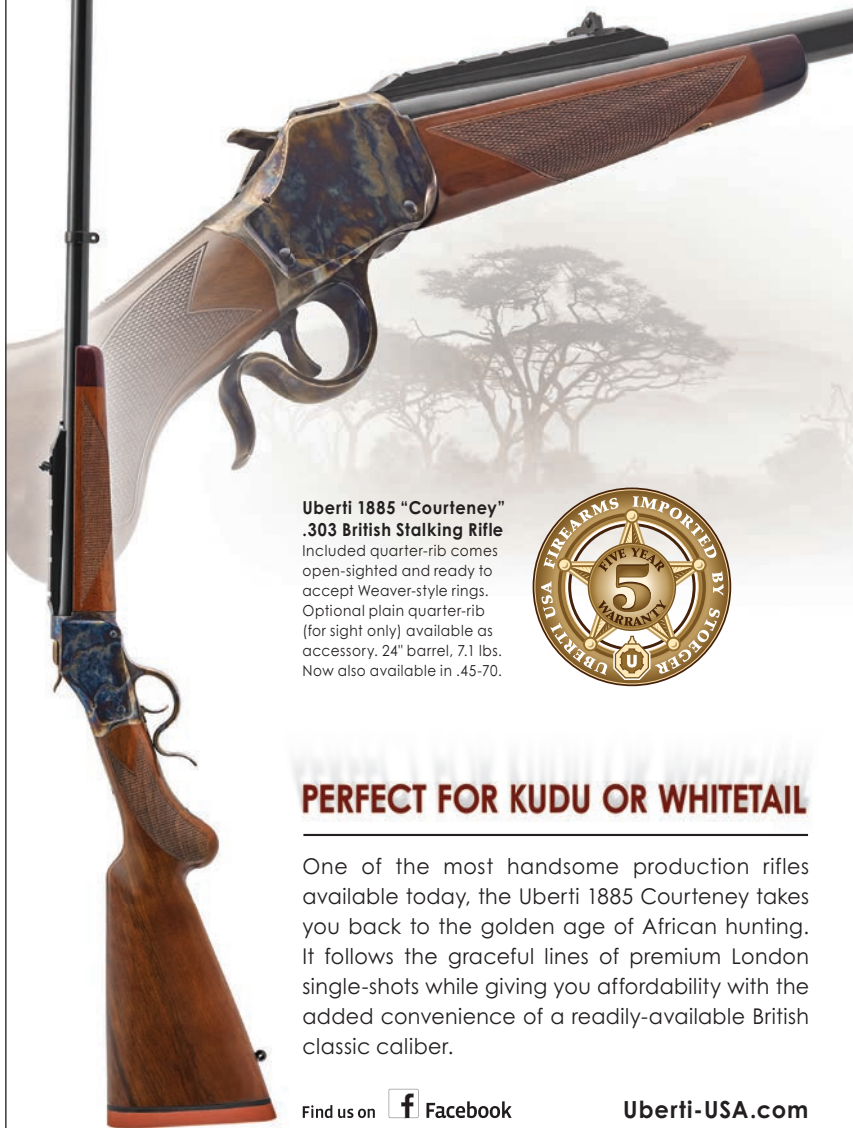 Uberti 1885 “Courteney”
.303 British Stalking Rifle
Included quarter-rib comes
open-sighted and ready to
accept Weaver-style rings.
Optional plain quarter-rib
(for sight only) available as
accessory. 24" barrel, 7.1 lbs.
Now also available in .45-70.
UBERTI USA FIREARMS IMPORTED BY STOEGER
FIVE YEAR
5
WARRANTY
U
PERFECT FOR KUDU OR WHITETAIL
One of the most handsome production rifles
available today, the Uberti 1885 Courteney takes
you back to the golden age of African hunting.
It follows the graceful lines of premium London
single-shots while giving you affordability with the
added convenience of a readily-available British
classic caliber.
Find us on f Facebook
Uberti-USA.com